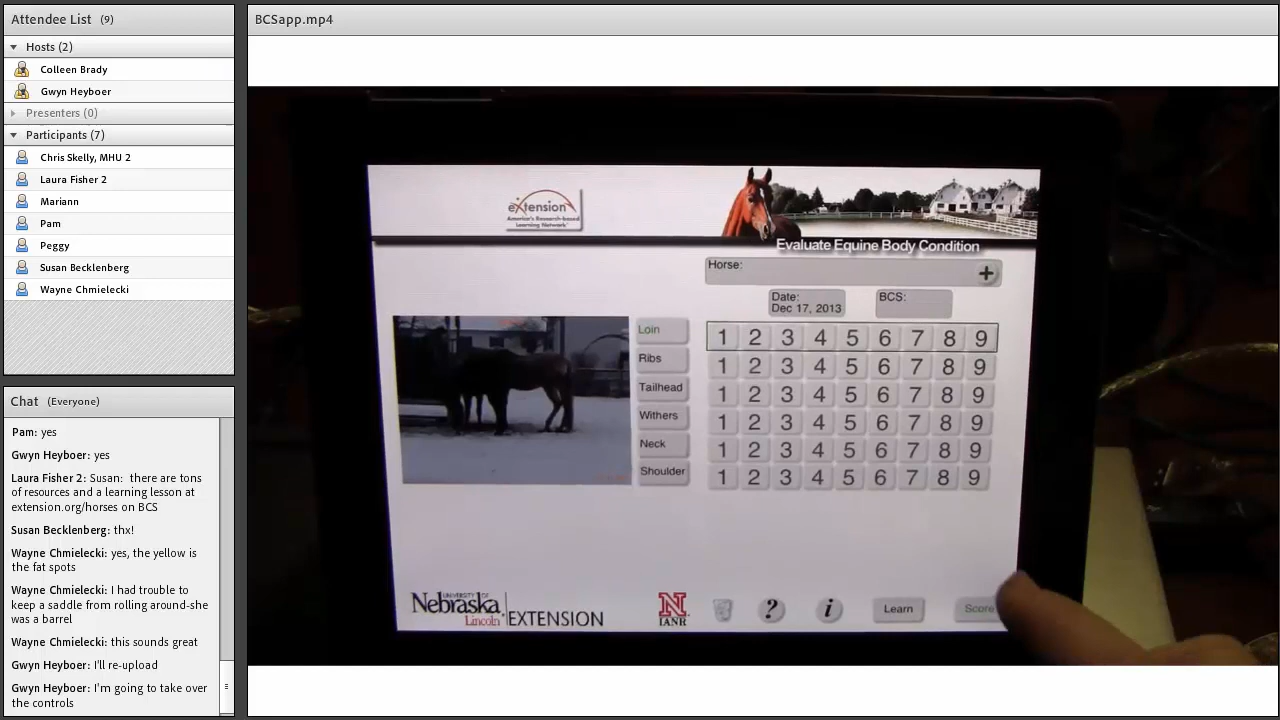 Attendee List (9)
Hosts (2)
Colleen Brady
Gwyn Heyboer
Presenters (0)
Participants (7)
Chris Skelly, MHU 2
Laura Fisher 2
Mariann
Pam
Peggy
Susan Becklenberg
Wayne Chmielecki
Chat (Everyone)
Pam: yes
Gwyn Heyboer: yes
Laura Fisher 2: Susan: there are tons
of resources and a learning lesson at
extension.org/horses on BCS
Susan Becklenberg: thx!
Wayne Chmielecki: yes, the yellow is
the fat spots
Wayne Chmielecki: I had trouble to
keep a saddle from rolling around-she
was a barrel
Wayne Chmielecki: this sounds great
Gwyn Heyboer: I'll re-upload
Gwyn Heyboer: I'm going to take over
the controls
BCSapp.mp4
eXtension
America's Research-based
Learning Network
Evaluate Equine Body Condition
Horse: +
Date:
Dec 17, 2013
BCS:
Loin 1 2 3 4 5 6 7 8 9
Ribs 1 2 3 4 5 6 7 8 9
Tailhead 1 2 3 4 5 6 7 8 9
Withers 1 2 3 4 5 6 7 8 9
Neck 1 2 3 4 5 6 7 8 9
Shoulder 1 2 3 4 5 6 7 8 9
UNIVERSITY OF
Nebraska
Lincoln
EXTENSION
N
IANR
? i Learn Score